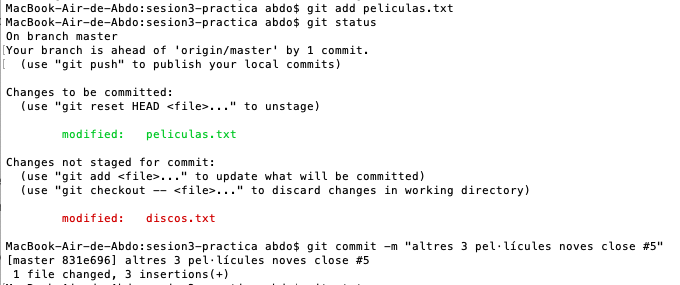 MacBook-Air-de-Abdo:sesion3-practica abdo$ git add peliculas.txt
MacBook-Air-de-Abdo:sesion3-practica abdo$ git status
On branch master
Your branch is ahead of 'origin/master' by 1 commit.
(use "git push" to publish your local commits)
Changes to be committed:
(use "git reset HEAD <file>..." to unstage)
modified: peliculas.txt
Changes not staged for commit:
(use "git add <file>..." to update what will be committed)
(use "git checkout -- <file>..." to discard changes in working directory)
modified: discos.txt
MacBook-Air-de-Abdo:sesion3-practica abdo$ git commit -m "altres 3 pel·lícules noves close #5"
[master 831e696] altres 3 pel·lícules noves close #5
1 file changed, 3 insertions(+)